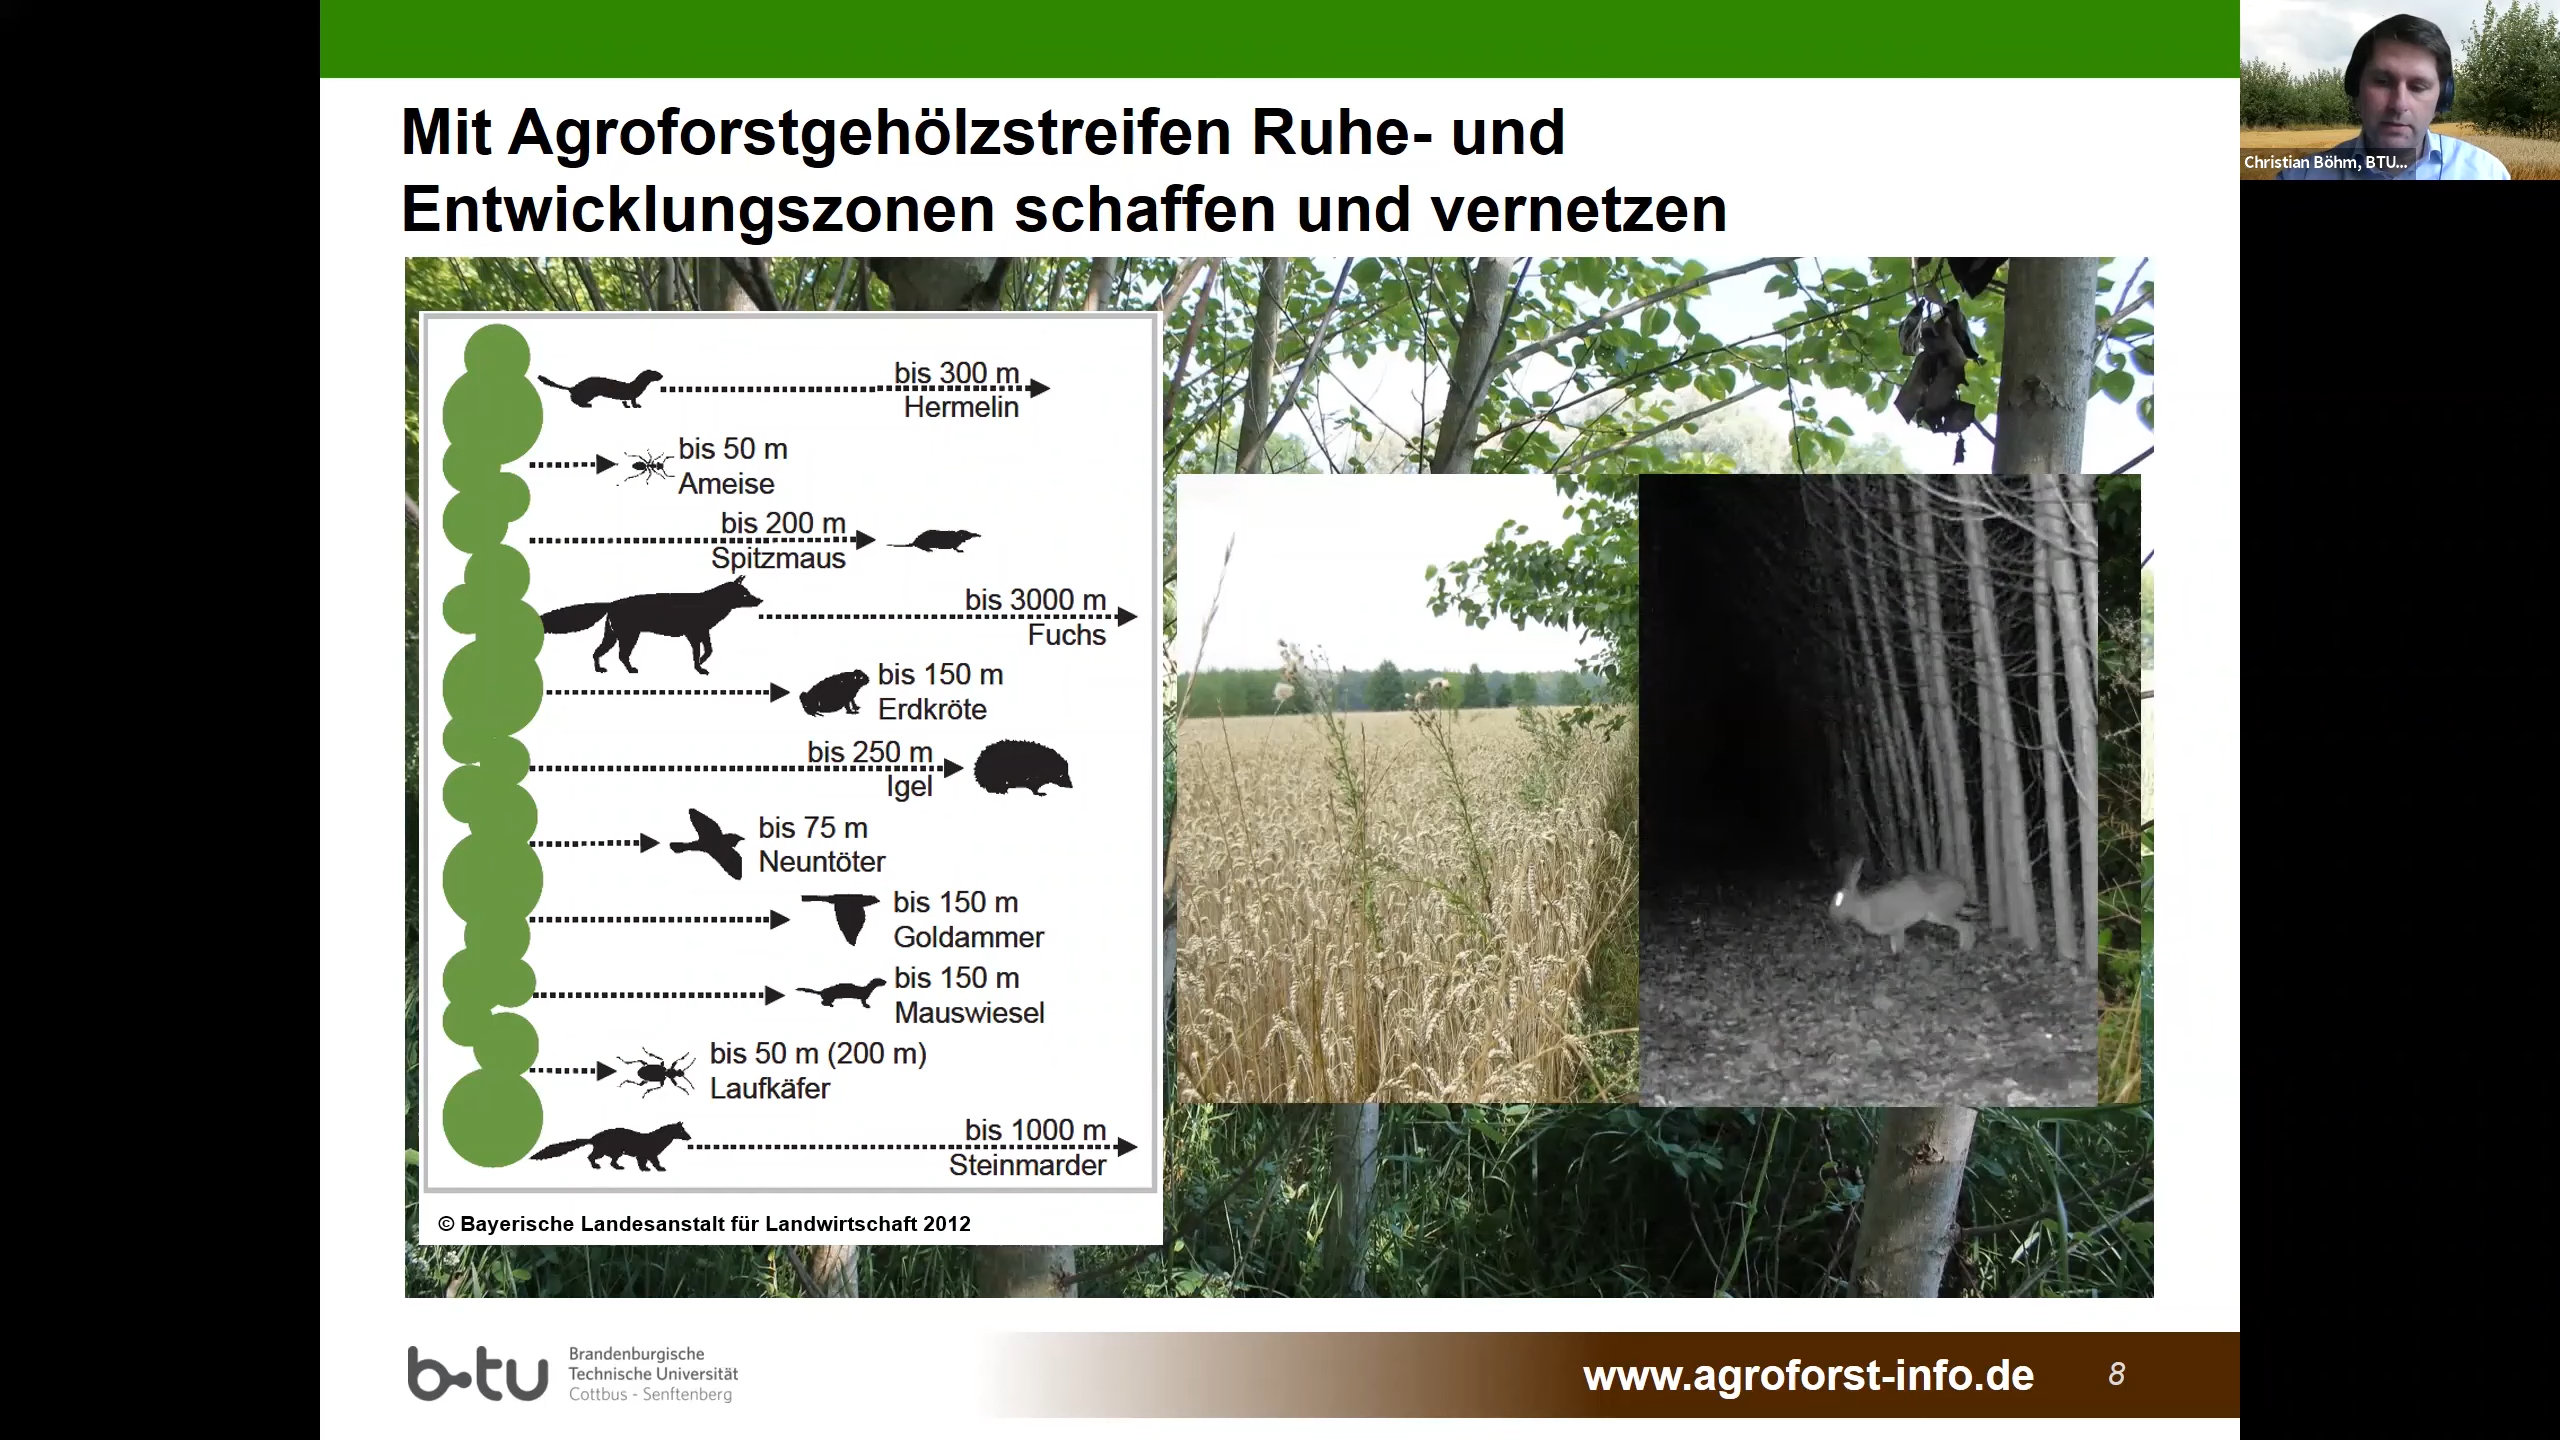 Mit Agroforstgehölzstreifen Ruhe- und
Entwicklungszonen schaffen und vernetzen
Christian Böhm, BTU...
bis 300 m
Hermelin
bis 50 m
Ameise
bis 200 m
Spitzmaus
bis 3000 m
Fuchs
bis 150 m
Erdkröte
bis 250 m
Igel
bis 75 m
Neuntöter
bis 150 m
Goldammer
bis 150 m
Mauswiesel
bis 50 m (200 m)
Laufkäfer
bis 1000 m
Steinmarder
© Bayerische Landesanstalt für Landwirtschaft 2012
b-tu
Brandenburgische
Technische Universität
Cottbus - Senftenberg
www.agroforst-info.de
8